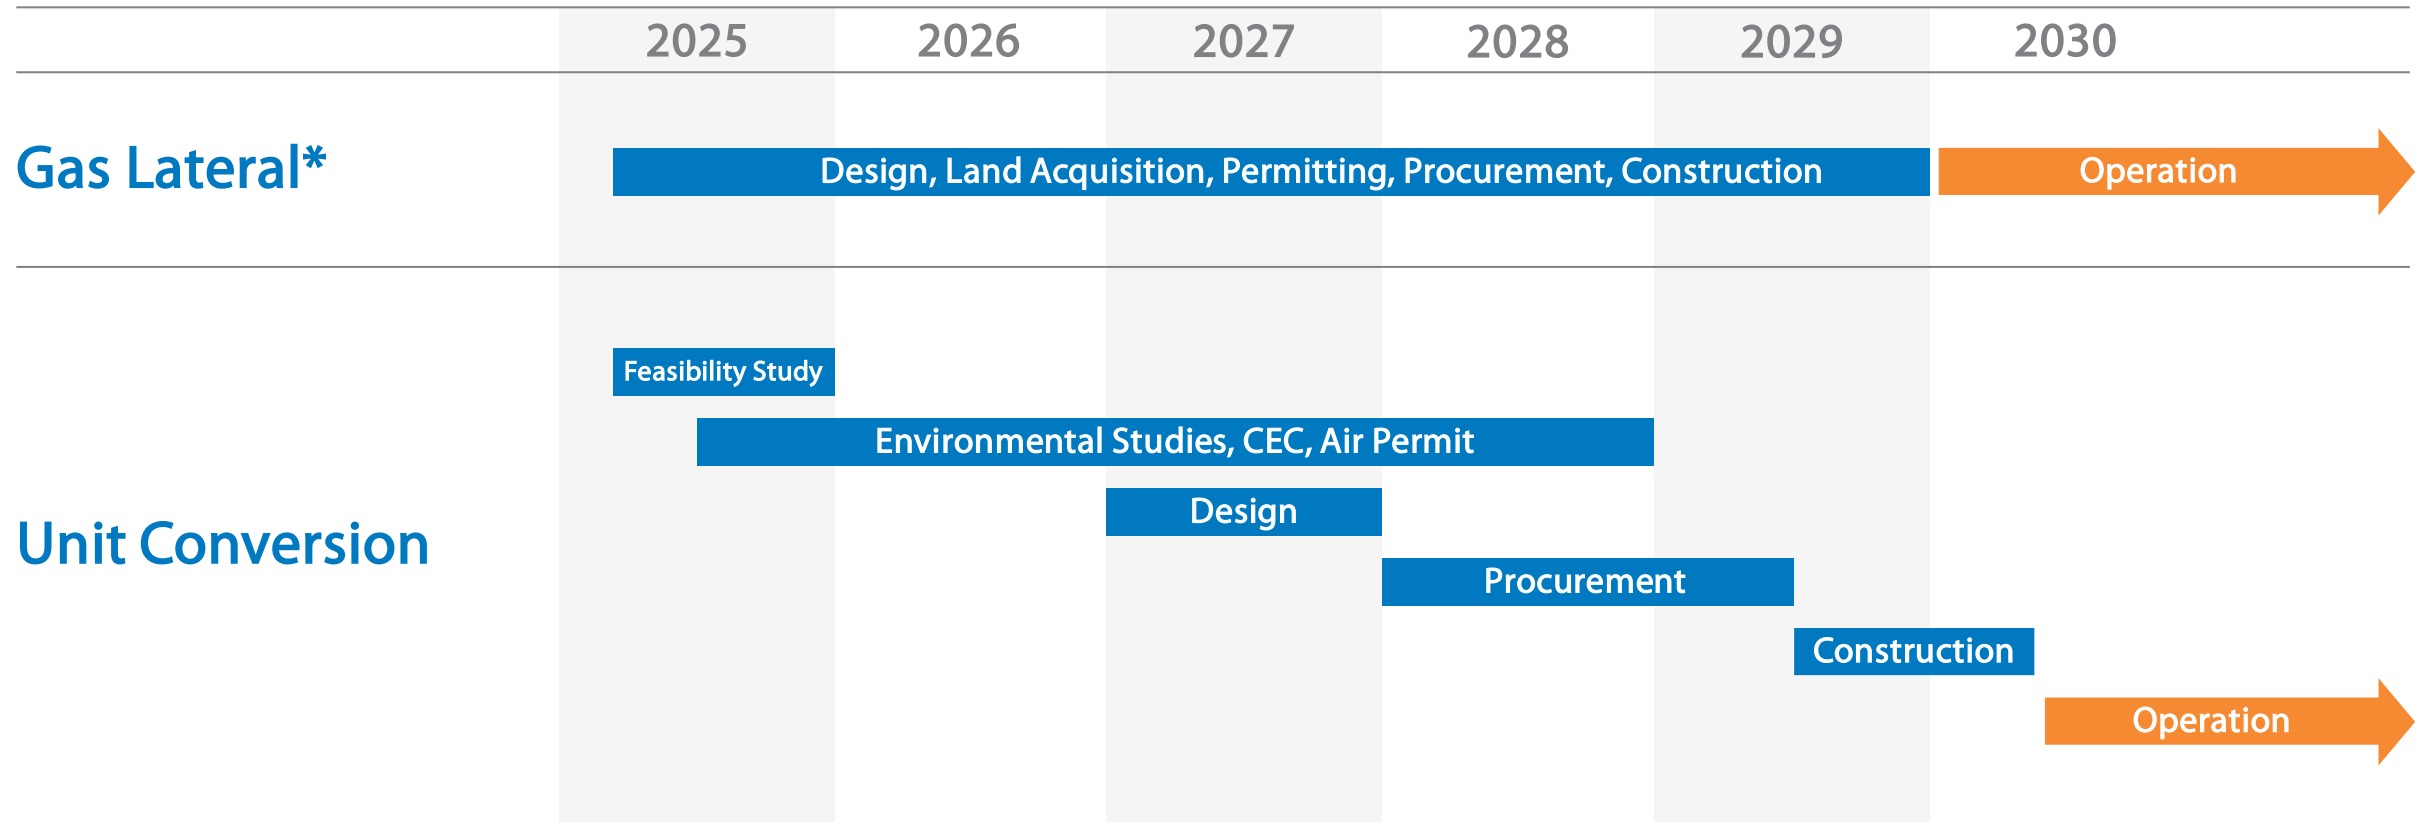 2025 2026 2027 2028 2029 2030
Gas Lateral*
Design, Land Acquisition, Permitting, Procurement, Construction
Operation
Unit Conversion
Feasibility Study
Environmental Studies, CEC, Air Permit
Design
Procurement
Construction
Operation